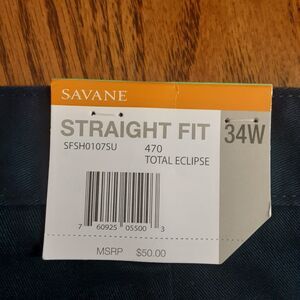 SAVANE
STRAIGHT FIT
34W
SFSH0107SU
470
TOTAL ECLIPSE
7 60925 05500 3
MSRP $50.00